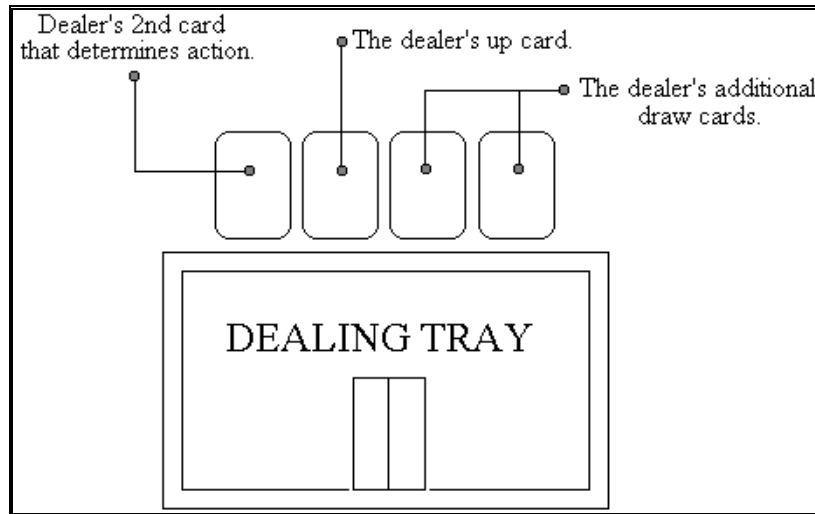 Dealer's 2nd card
that determines action.
The dealer's up card.
The dealer's additional
draw cards.
DEALING TRAY